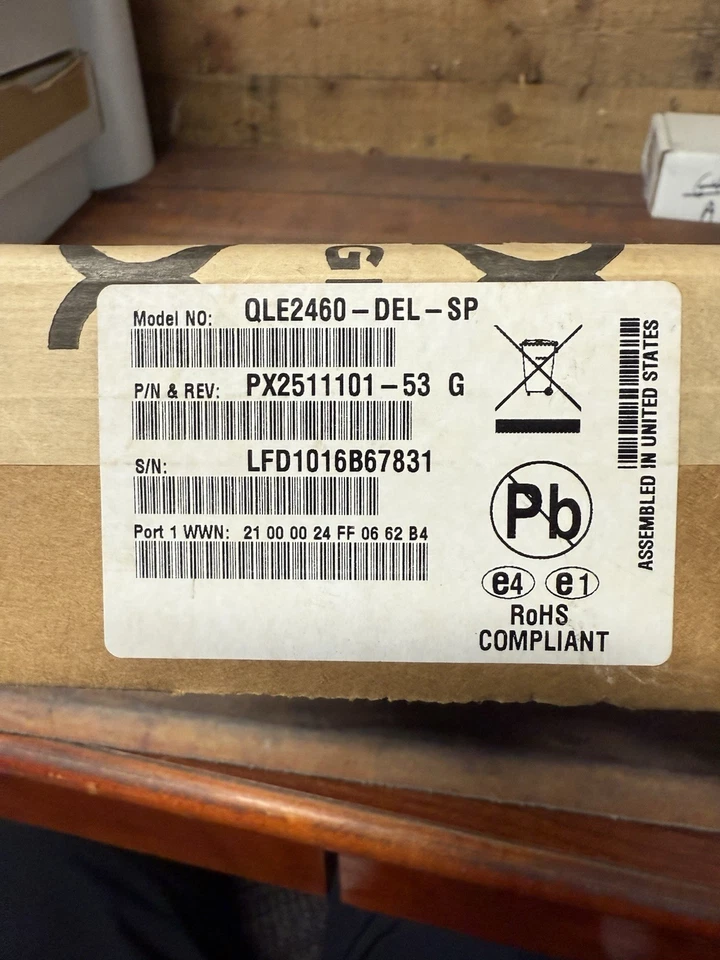 Model NO: QLE2460-DEL-SP
P/N & REV: PX2511101-53 G
S/N: LFD1016B67831
Port 1 WWN: 21 00 00 24 FF 06 62 B4
Pb
e4 e1
RoHS
COMPLIANT
ASSEMBLED IN UNITED STATES